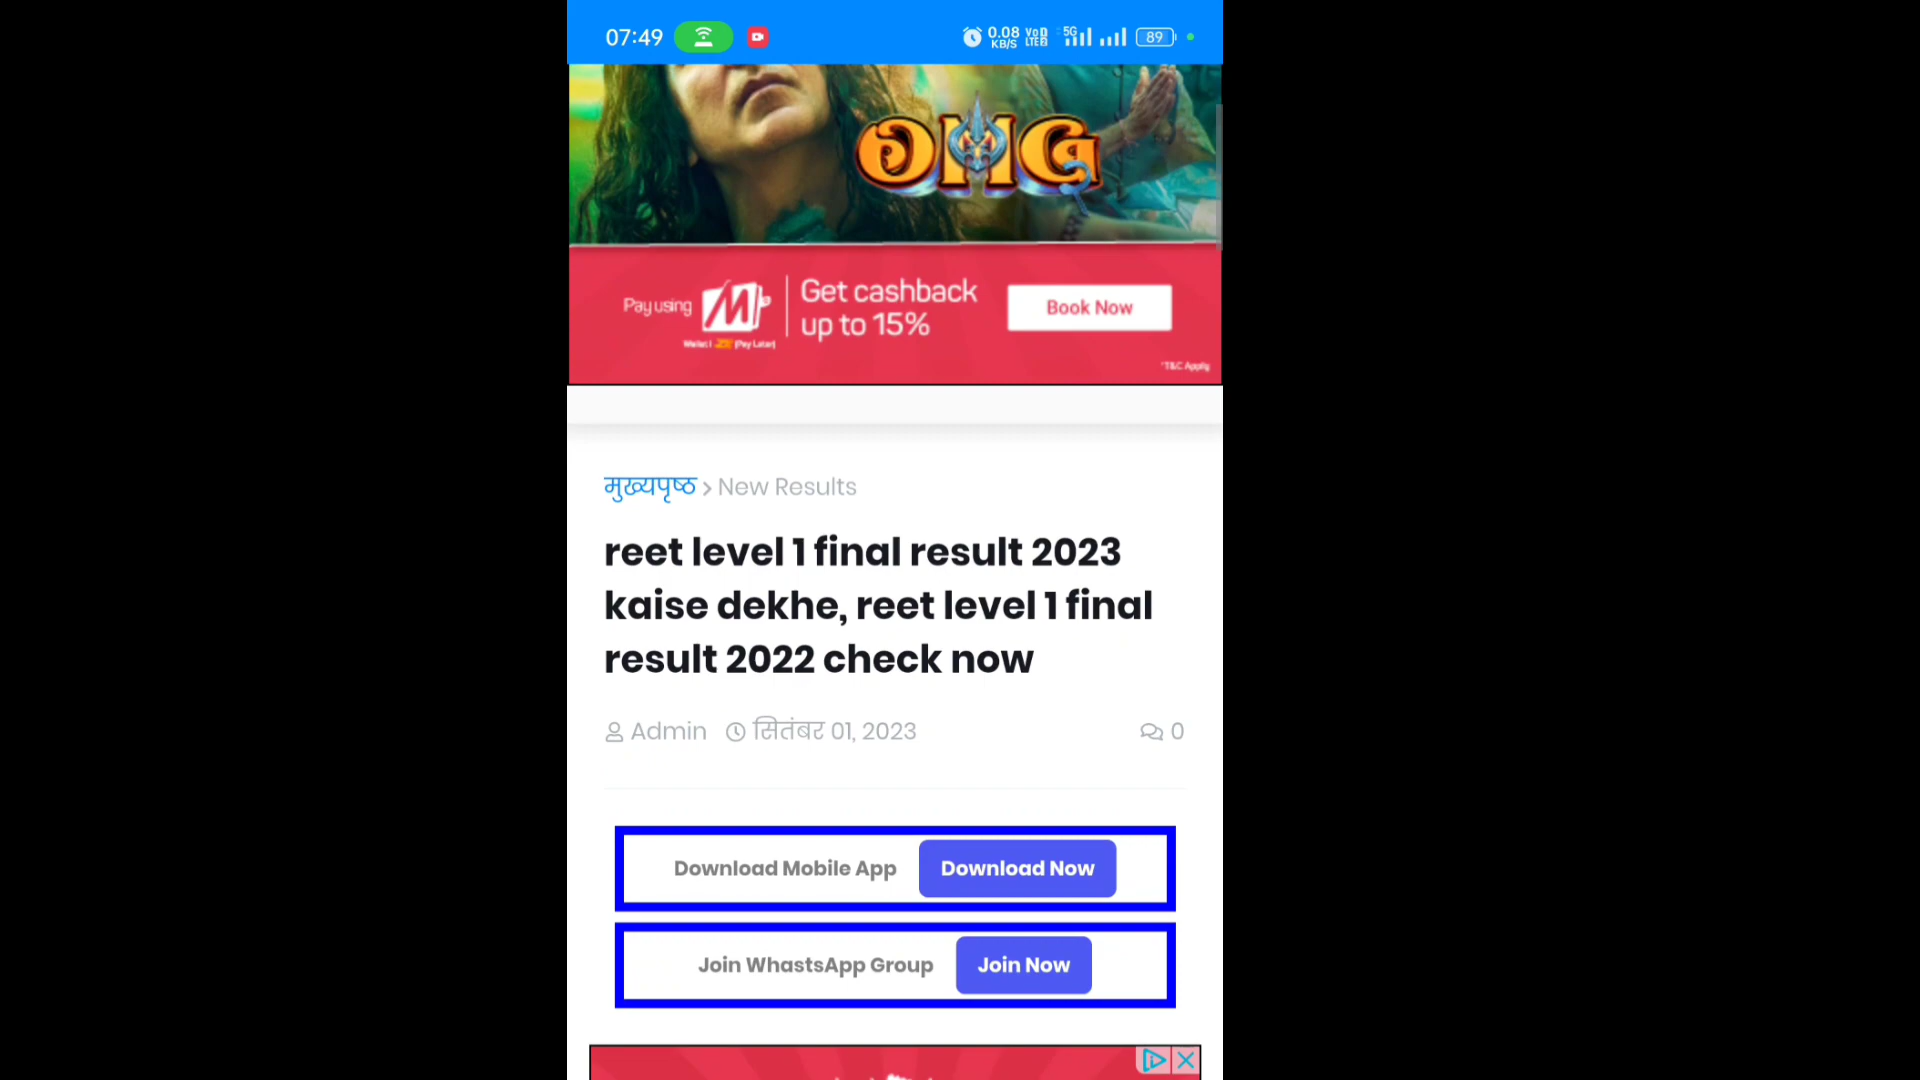 07:49
0.08 KB/S
5G
89
OMG 2
Pay using
Get cashback
up to 15%
Book Now
*T&C Apply
मुख्यपृष्ठ > New Results
reet level 1 final result 2023
kaise dekhe, reet level 1 final
result 2022 check now
Admin सितंबर 01, 2023 0
Download Mobile App Download Now
Join WhastsApp Group Join Now